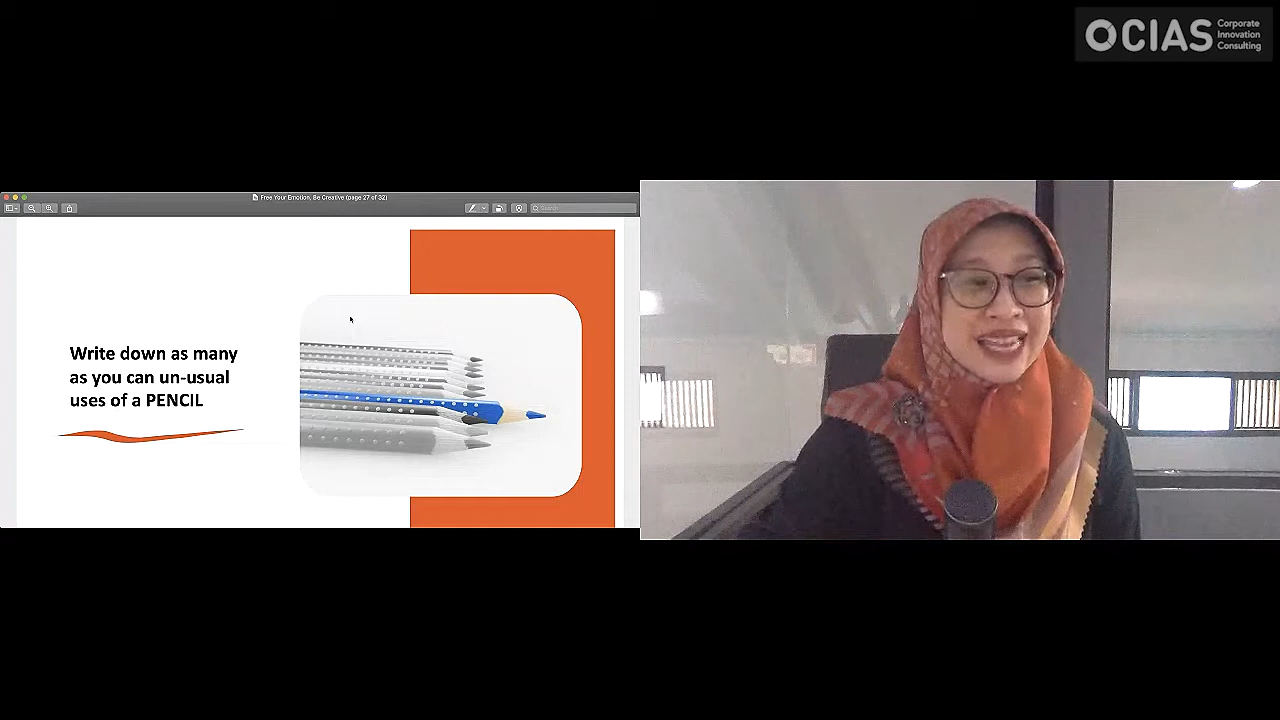 OCIAS
Corporate
Innovation
Consulting
Free Your Emotion, Be Creative (page 27 of 32)
Search
Write down as many
as you can un-usual
uses of a PENCIL